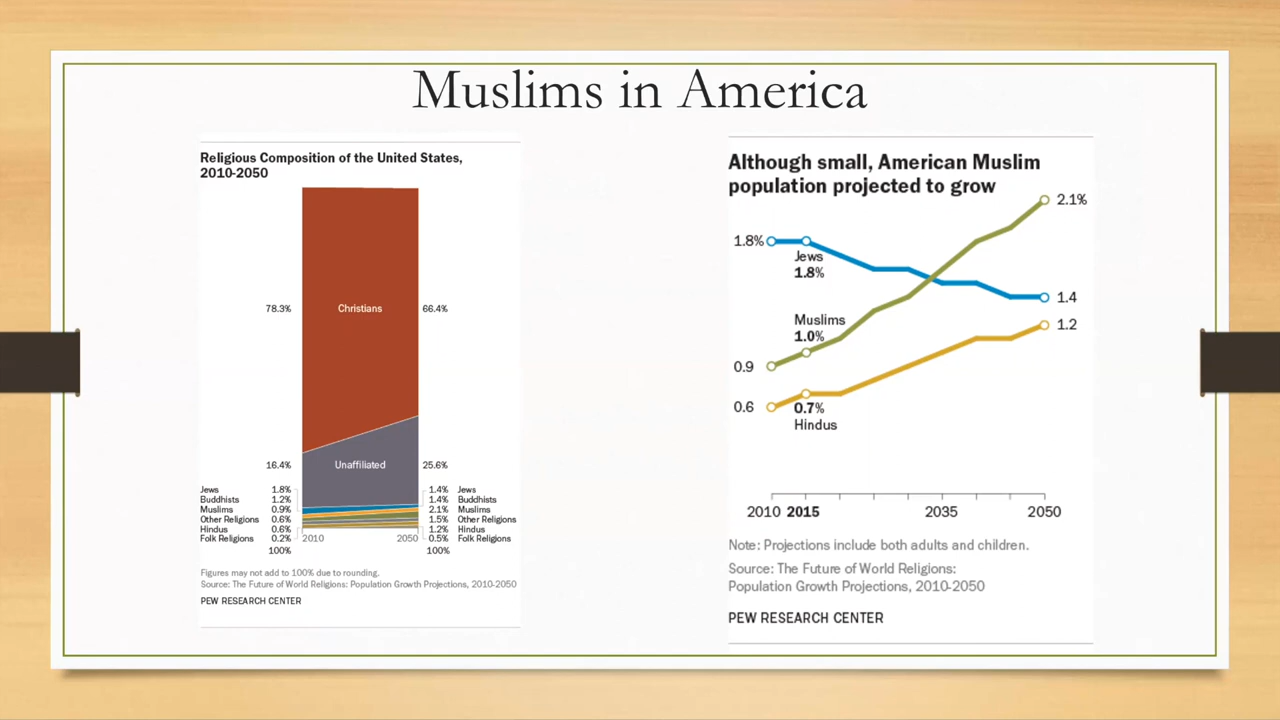 Muslims in America
Religious Composition of the United States,
2010-2050
78.3% Christians 66.4%
16.4% Unaffiliated 25.6%
Jews 1.8% 1.4% Jews
Buddhists 1.2% 1.4% Buddhists
Muslims 0.9% 2.1% Muslims
Other Religions 0.6% 1.5% Other Religions
Hindus 0.6% 1.2% Hindus
Folk Religions 0.2% 2010 2050 0.5% Folk Religions
100% 100%
Figures may not add to 100% due to rounding.
Source: The Future of World Religions: Population Growth Projections, 2010-2050
PEW RESEARCH CENTER
Although small, American Muslim
population projected to grow
2.1%
1.8%
Jews
1.8%
1.4
Muslims
1.0%
1.2
0.9
0.6
0.7%
Hindus
2010 2015 2035 2050
Note: Projections include both adults and children.
Source: The Future of World Religions:
Population Growth Projections, 2010-2050
PEW RESEARCH CENTER